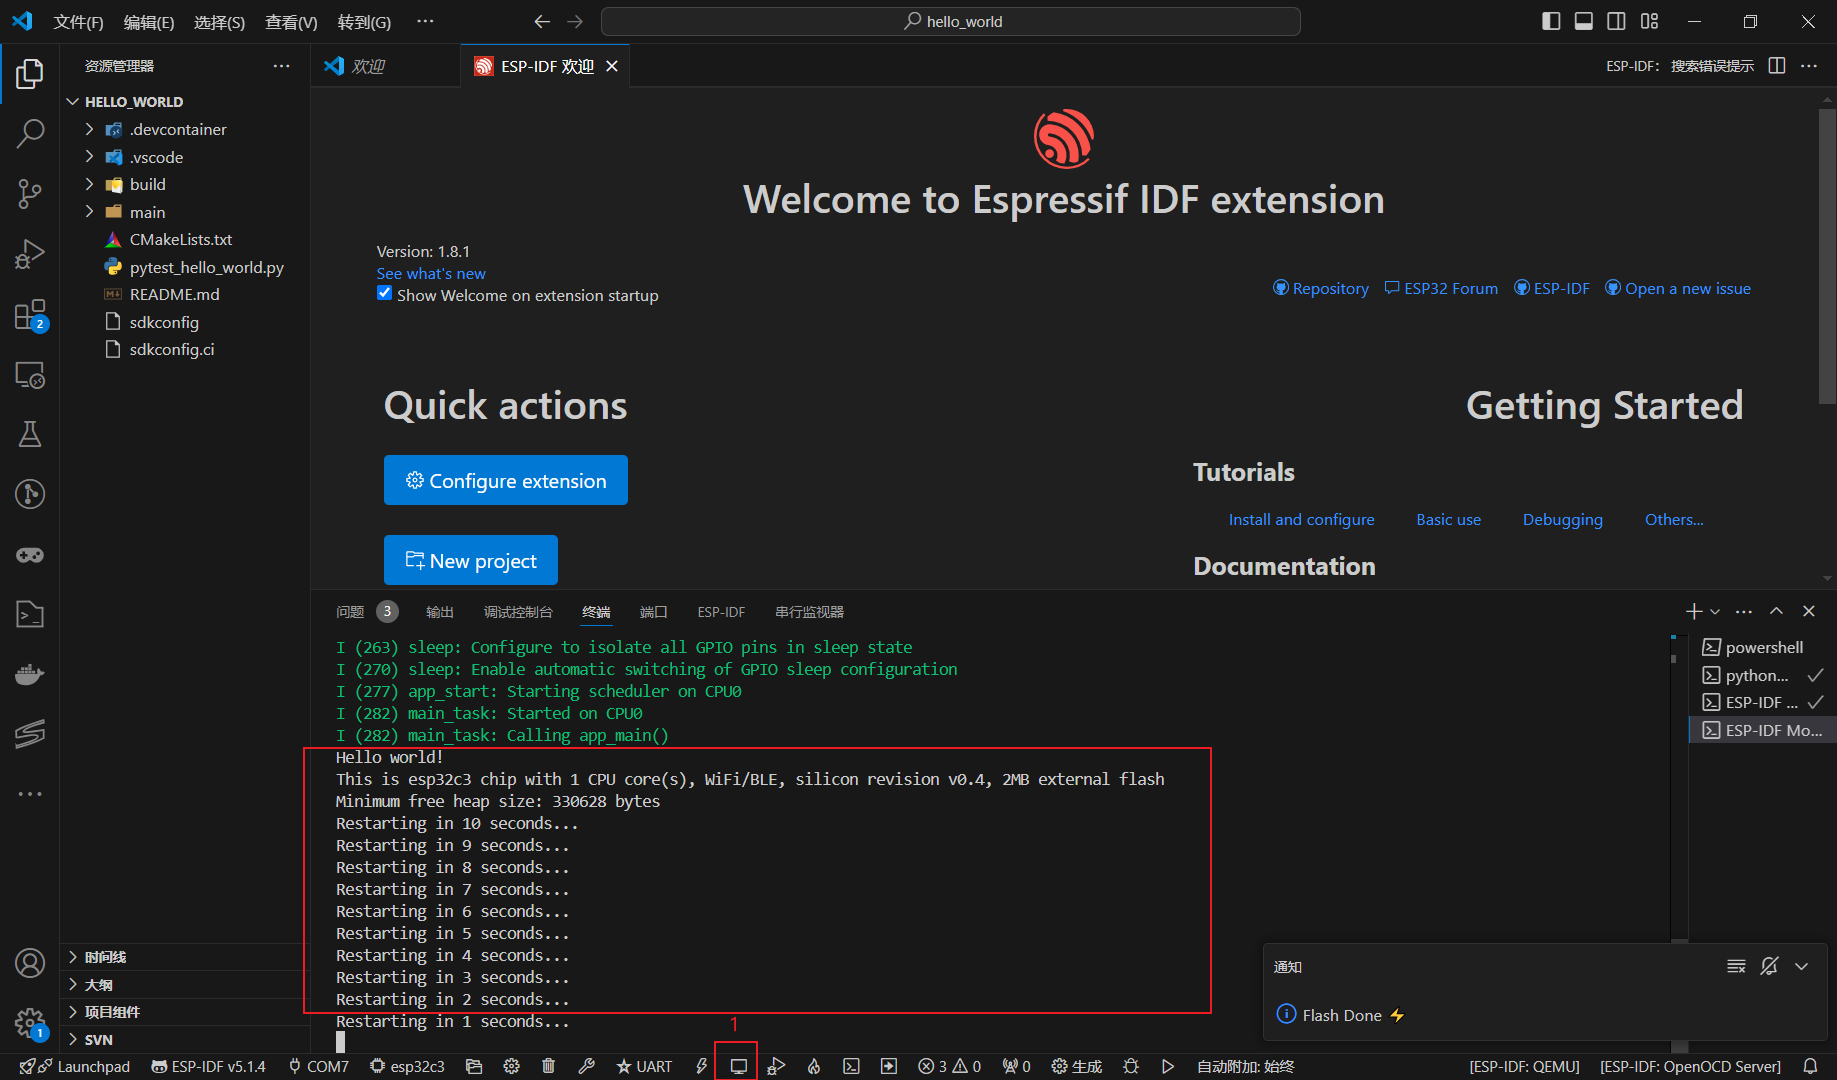 文件(F) 编辑(E) 选择(S) 查看(V) 转到(G) ··· hello_world
资源管理器 ···
欢迎 ESP-IDF 欢迎
ESP-IDF: 搜索错误提示 ···
HELLO_WORLD
.devcontainer
.vscode
build
main
CMakeLists.txt
pytest_hello_world.py
README.md
sdkconfig
sdkconfig.ci
2
时间线
大纲
项目组件
SVN
1
Welcome to Espressif IDF extension
Version: 1.8.1
See what's new
Show Welcome on extension startup
Repository ESP32 Forum ESP-IDF Open a new issue
Quick actions
Configure extension
New project
Getting Started
Tutorials
Install and configure Basic use Debugging Others...
Documentation
问题 3 输出 调试控制台 终端 端口 ESP-IDF 串行监视器
I (263) sleep: Configure to isolate all GPIO pins in sleep state
I (270) sleep: Enable automatic switching of GPIO sleep configuration
I (277) app_start: Starting scheduler on CPU0
I (282) main_task: Started on CPU0
I (282) main_task: Calling app_main()
Hello world!
This is esp32c3 chip with 1 CPU core(s), WiFi/BLE, silicon revision v0.4, 2MB external flash
Minimum free heap size: 330628 bytes
Restarting in 10 seconds...
Restarting in 9 seconds...
Restarting in 8 seconds...
Restarting in 7 seconds...
Restarting in 6 seconds...
Restarting in 5 seconds...
Restarting in 4 seconds...
Restarting in 3 seconds...
Restarting in 2 seconds...
Restarting in 1 seconds...
1
powershell
python...
ESP-IDF ...
ESP-IDF Mo...
通知
Flash Done ⚡
Launchpad ESP-IDF v5.1.4 COM7 esp32c3 UART 3 0 0 生成 自动附加: 始终 [ESP-IDF: QEMU] [ESP-IDF: OpenOCD Server]